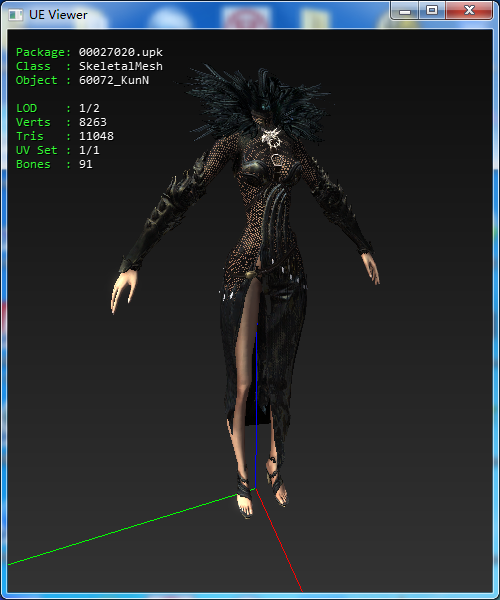 UE Viewer
Package: 00027020.upk
Class : SkeletalMesh
Object : 60072_KunN
LOD : 1/2
Verts : 8263
Tris : 11048
UV Set : 1/1
Bones : 91